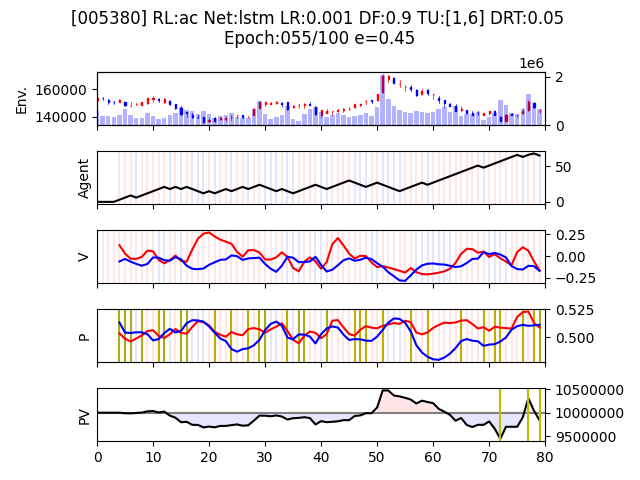 [005380] RL:ac Net:lstm LR:0.001 DF:0.9 TU:[1,6] DRT:0.05
Epoch:055/100 e=0.45
1e6
Env.
160000
140000
2
0
Agent
50
0
V
0.25
0.00
−0.25
P
0.525
0.500
PV
10500000
10000000
9500000
0 10 20 30 40 50 60 70 80